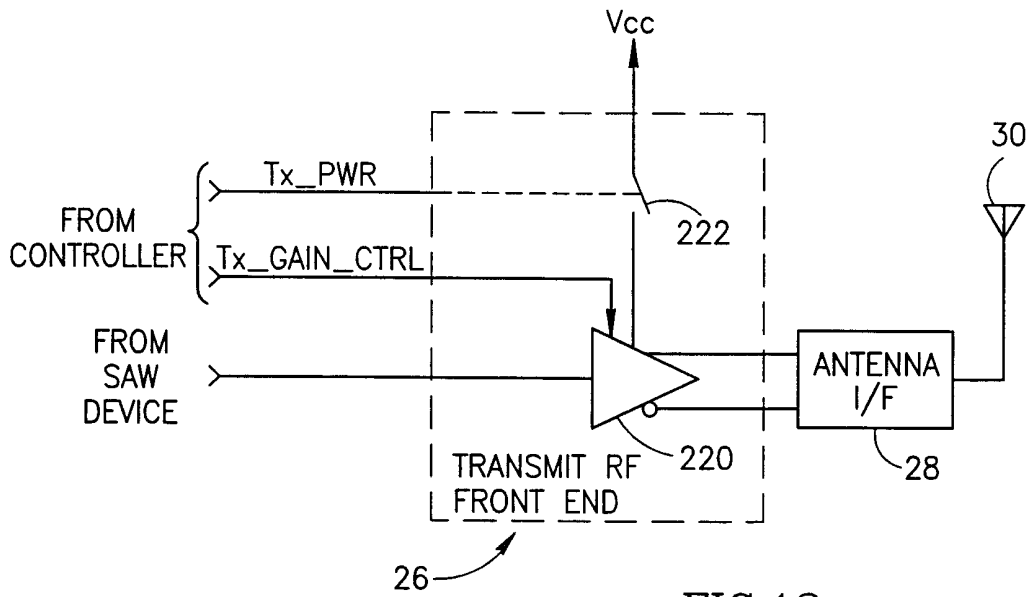 Vcc
30
Tx_PWR
222
FROM
CONTROLLER
Tx_GAIN_CTRL
FROM
SAW
DEVICE
ANTENNA
I/F
220
28
TRANSMIT RF
FRONT END
26